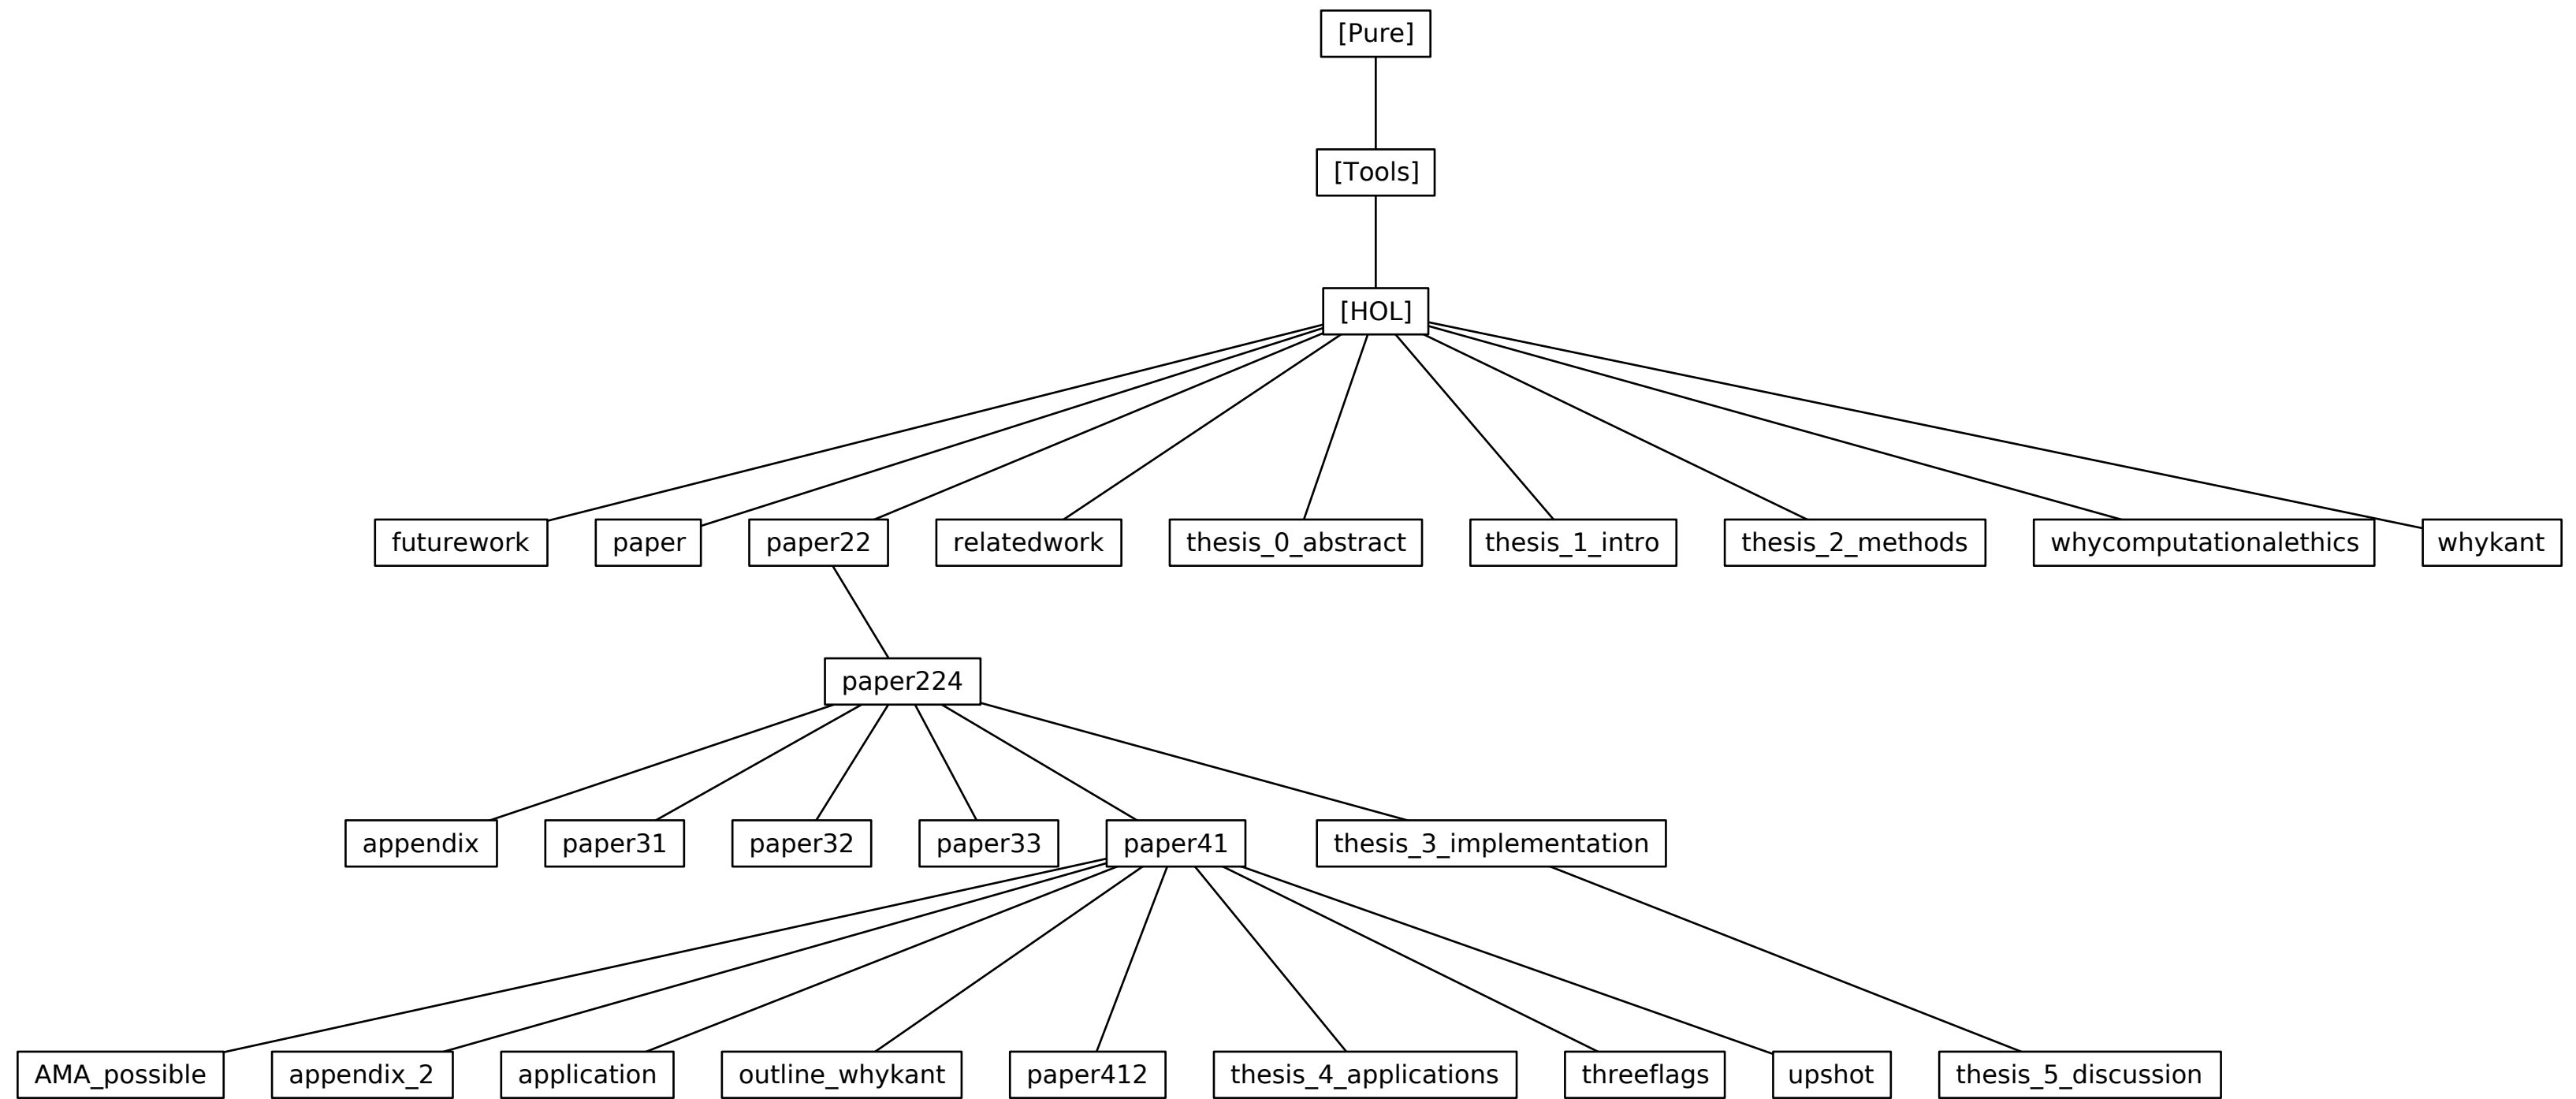 [Pure]
[Tools]
[HOL]
futurework
paper
paper22
relatedwork
thesis_0_abstract
thesis_1_intro
thesis_2_methods
whycomputationalethics
whykant
paper224
appendix
paper31
paper32
paper33
paper41
thesis_3_implementation
AMA_possible
appendix_2
application
outline_whykant
paper412
thesis_4_applications
threeflags
upshot
thesis_5_discussion